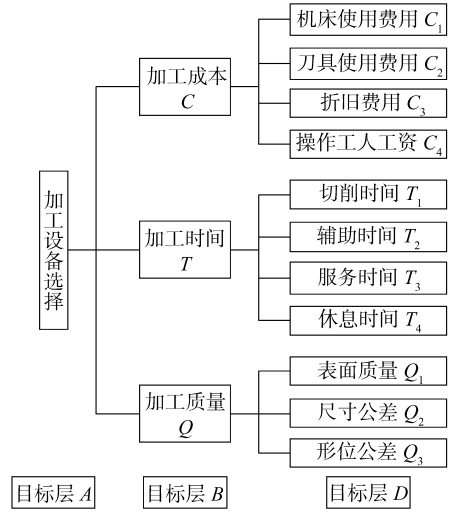 机床使用费用 C₁
加工成本
C
刀具使用费用 C₂
折旧费用 C₃
操作工人工资 C₄
加工设备选择
切削时间 T₁
加工时间
T
辅助时间 T₂
服务时间 T₃
休息时间 T₄
表面质量 Q₁
加工质量
Q
尺寸公差 Q₂
形位公差 Q₃
目标层 A
目标层 B
目标层 D